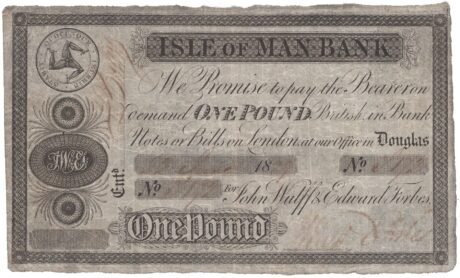 ISLE OF MAN BANK
We Promise to pay the Bearer on
demand ONE POUND British, in Bank
Notes or Bills on London, at our Office in Douglas
18 No
Entd
No For John Wulff & Edward Forbes.
One Pound